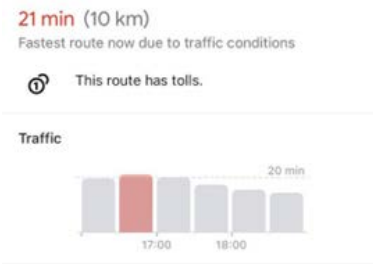 21 min (10 km)
Fastest route now due to traffic conditions
1
This route has tolls.
Traffic
20 min
17:00 18:00